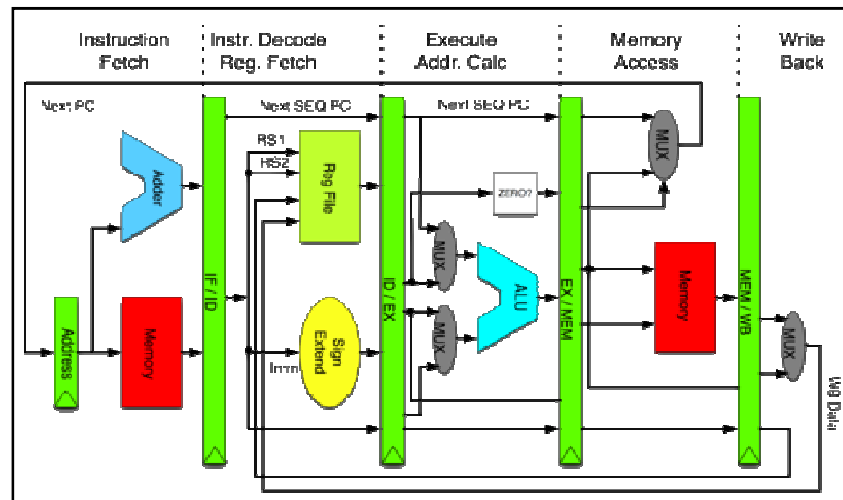 Instruction
Fetch
Instr. Decode
Reg. Fetch
Execute
Addr. Calc
Memory
Access
Write
Back
Next PC
Next SEQ PC
Next SEQ PC
RS1
RS2
Reg File
Adder
MUX
ZERO?
MUX
ALU
MUX
Memory
MUX
IF / ID
ID / EX
EX / MEM
MEM / WB
Address
Memory
Sign
Extend
Imm
WB Data